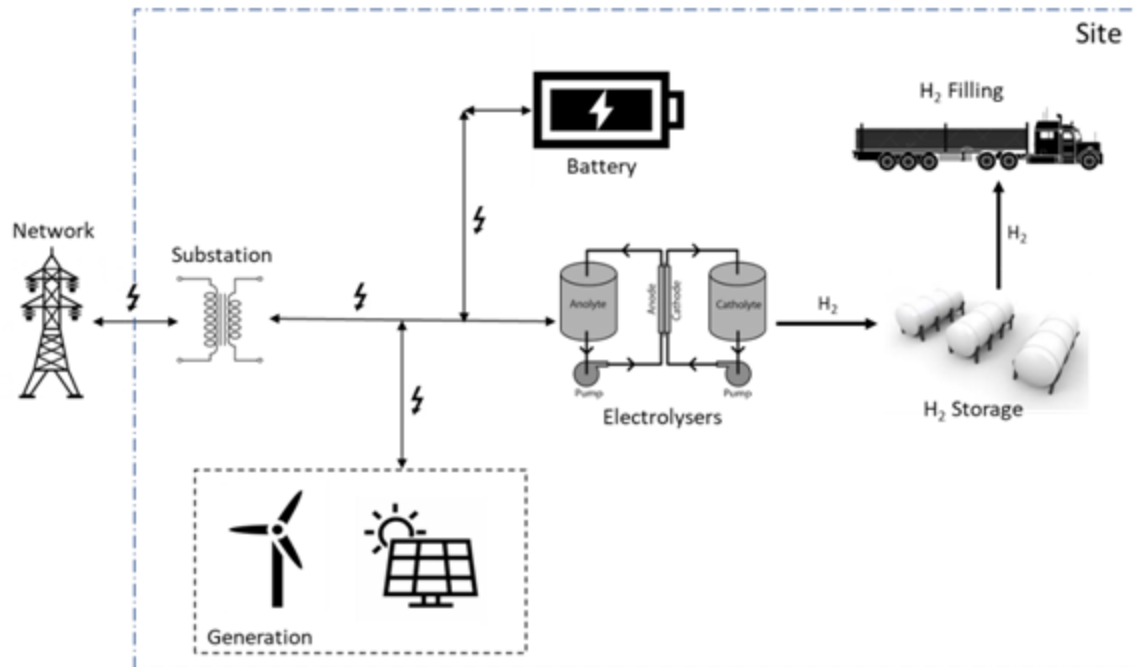 Site
H₂ Filling
Battery
Network
Substation
H₂
Anolyte
Anode
Cathode
Catholyte
H₂
Pump
Pump
Electrolysers
H₂ Storage
Generation